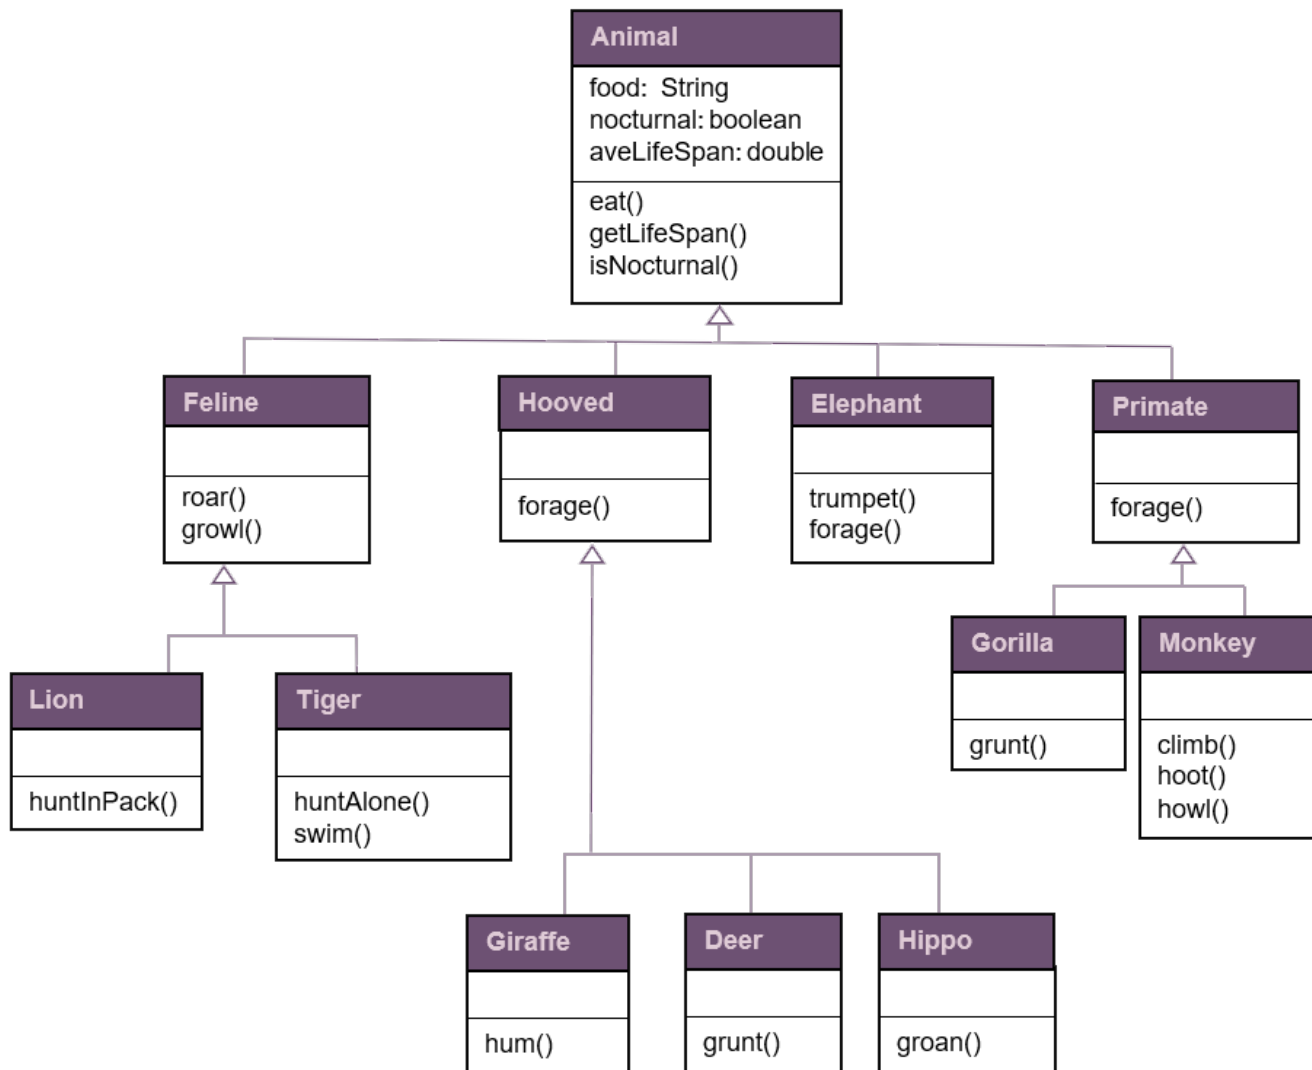 Animal
food: String
nocturnal: boolean
aveLifeSpan: double
eat()
getLifeSpan()
isNocturnal()
Feline
roar()
growl()
Hooved
forage()
Elephant
trumpet()
forage()
Primate
forage()
Lion
huntInPack()
Tiger
huntAlone()
swim()
Gorilla
grunt()
Monkey
climb()
hoot()
howl()
Giraffe
hum()
Deer
grunt()
Hippo
groan()